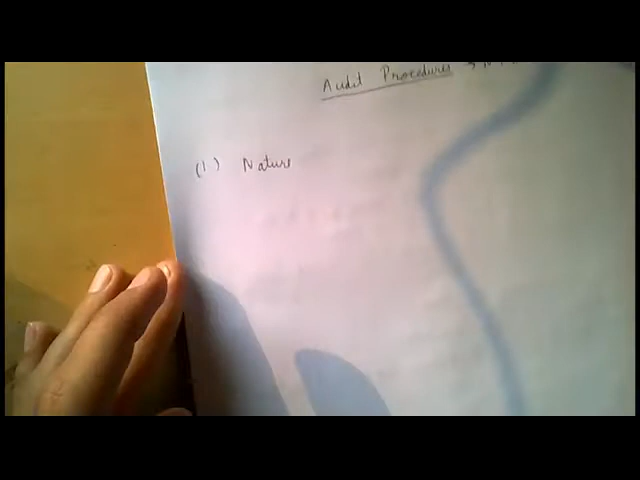 Audit Procedures →
(1) Nature